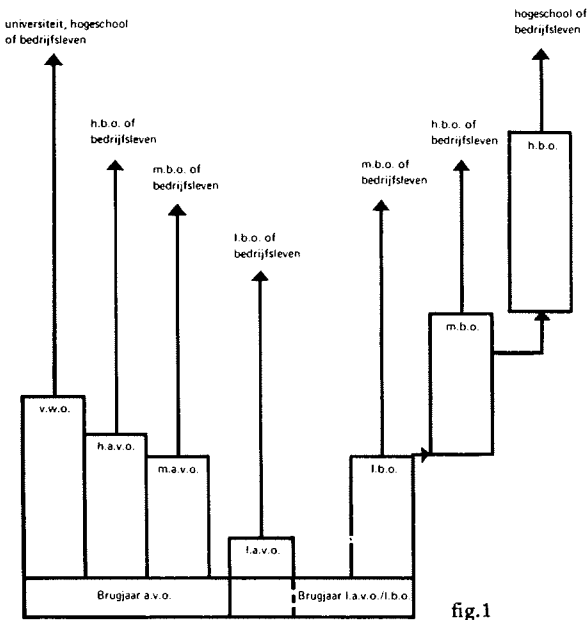 universiteit, hogeschool
of bedrijfsleven
h.b.o. of
bedrijfsleven
m.b.o. of
bedrijfsleven
l.b.o. of
bedrijfsleven
m.b.o. of
bedrijfsleven
h.b.o. of
bedrijfsleven
hogeschool of
bedrijfsleven
h.b.o.
m.b.o.
v.w.o.
h.a.v.o.
m.a.v.o.
l.b.o.
l.a.v.o.
Brugjaar a.v.o.
Brugjaar l.a.v.o./l.b.o.
fig.1